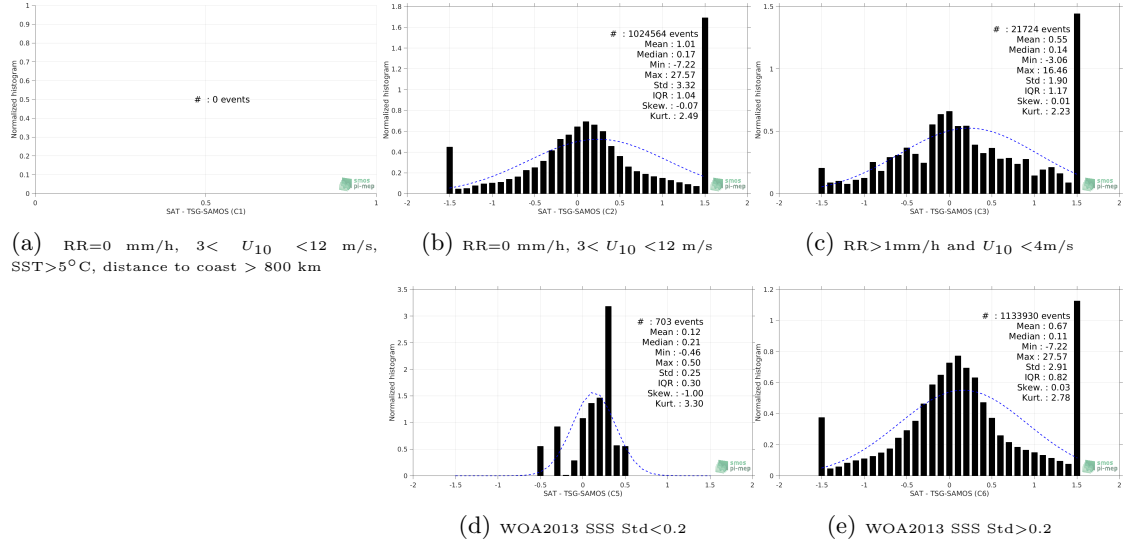 1
0.9
0.8
0.7
0.6
0.5
0.4
0.3
0.2
0.1
0
Normalized histogram
# : 0 events
0 0.5 1
SAT - TSG-SAMOS (C1)
smos
pi-mep
(a) RR=0 mm/h, 3< U10 <12 m/s,
SST>5°C, distance to coast > 800 km
1.8
1.6
1.4
1.2
1
0.8
0.6
0.4
0.2
0
Normalized histogram
# : 1024564 events
Mean : 1.01
Median : 0.17
Min : -7.22
Max : 27.57
Std : 3.32
IQR : 1.04
Skew. : -0.07
Kurt. : 2.49
-2 -1.5 -1 -0.5 0 0.5 1 1.5 2
SAT - TSG-SAMOS (C2)
smos
pi-mep
(b) RR=0 mm/h, 3< U10 <12 m/s
1.5
1
0.5
0
Normalized histogram
# : 21724 events
Mean : 0.55
Median : 0.14
Min : -3.06
Max : 16.46
Std : 1.90
IQR : 1.17
Skew. : 0.01
Kurt. : 2.23
-2 -1.5 -1 -0.5 0 0.5 1 1.5 2
SAT - TSG-SAMOS (C3)
smos
pi-mep
(c) RR>1mm/h and U10 <4m/s
3.5
3
2.5
2
1.5
1
0.5
0
Normalized histogram
# : 703 events
Mean : 0.12
Median : 0.21
Min : -0.46
Max : 0.50
Std : 0.25
IQR : 0.30
Skew. : -1.00
Kurt. : 3.30
-2 -1.5 -1 -0.5 0 0.5 1 1.5 2
SAT - TSG-SAMOS (C5)
smos
pi-mep
(d) WOA2013 SSS Std<0.2
1.2
1
0.8
0.6
0.4
0.2
0
Normalized histogram
# : 1133930 events
Mean : 0.67
Median : 0.11
Min : -7.22
Max : 27.57
Std : 2.91
IQR : 0.82
Skew. : 0.03
Kurt. : 2.78
-2 -1.5 -1 -0.5 0 0.5 1 1.5 2
SAT - TSG-SAMOS (C6)
smos
pi-mep
(e) WOA2013 SSS Std>0.2